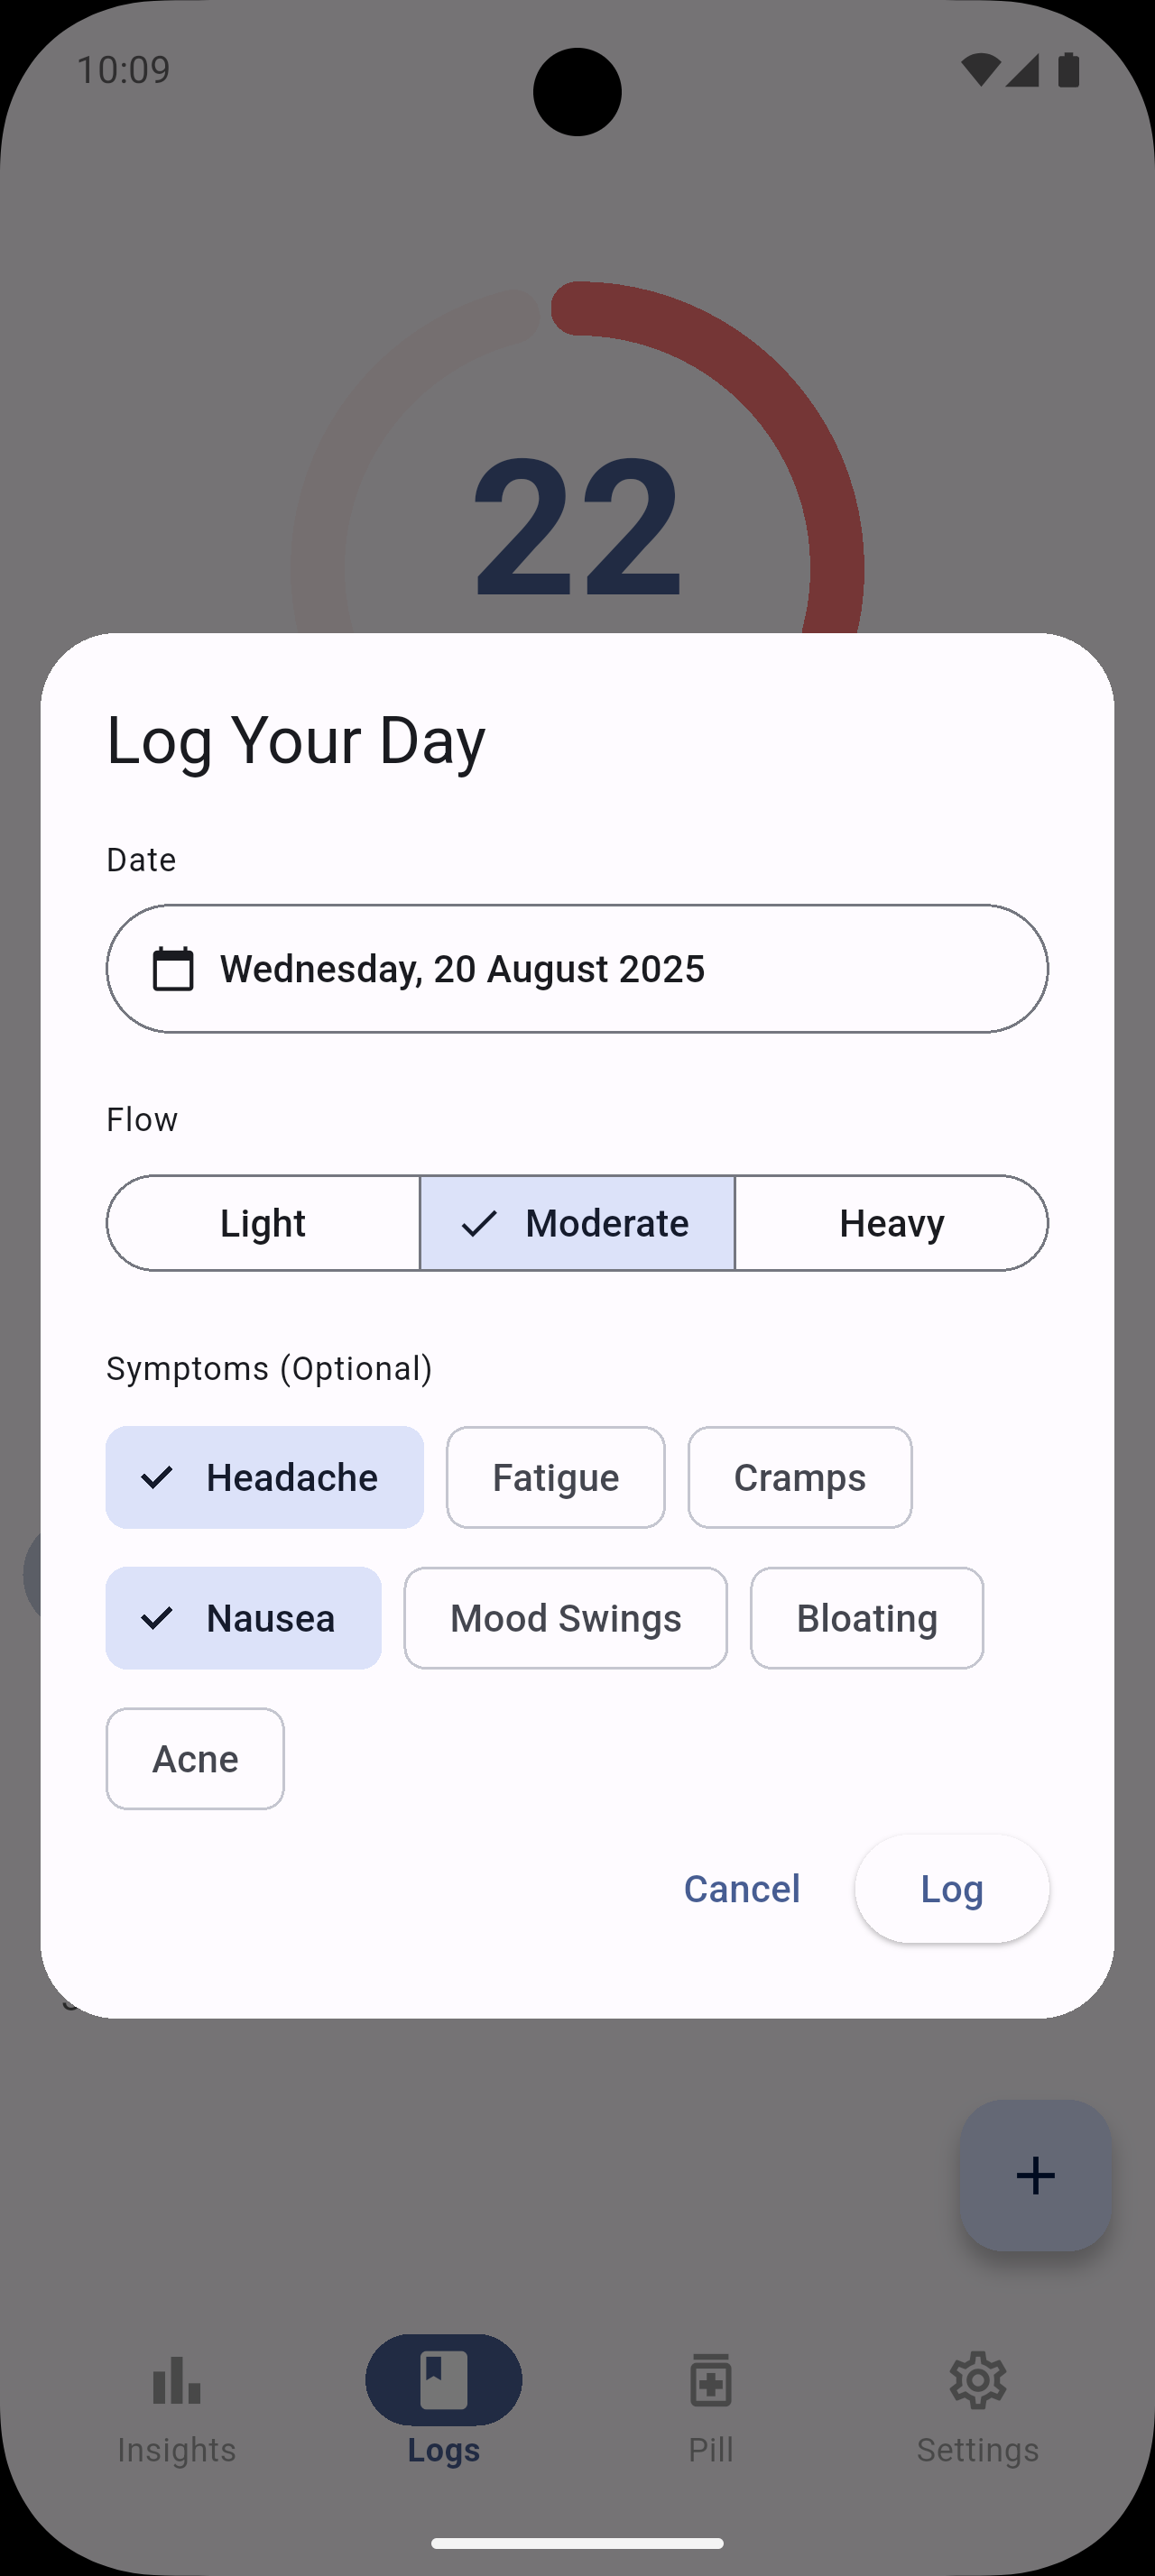 10:09
22
Log Your Day
Date
Wednesday, 20 August 2025
Flow
Light Moderate Heavy
Symptoms (Optional)
Headache Fatigue Cramps
Nausea Mood Swings Bloating
Acne
Cancel Log
Insights Logs Pill Settings